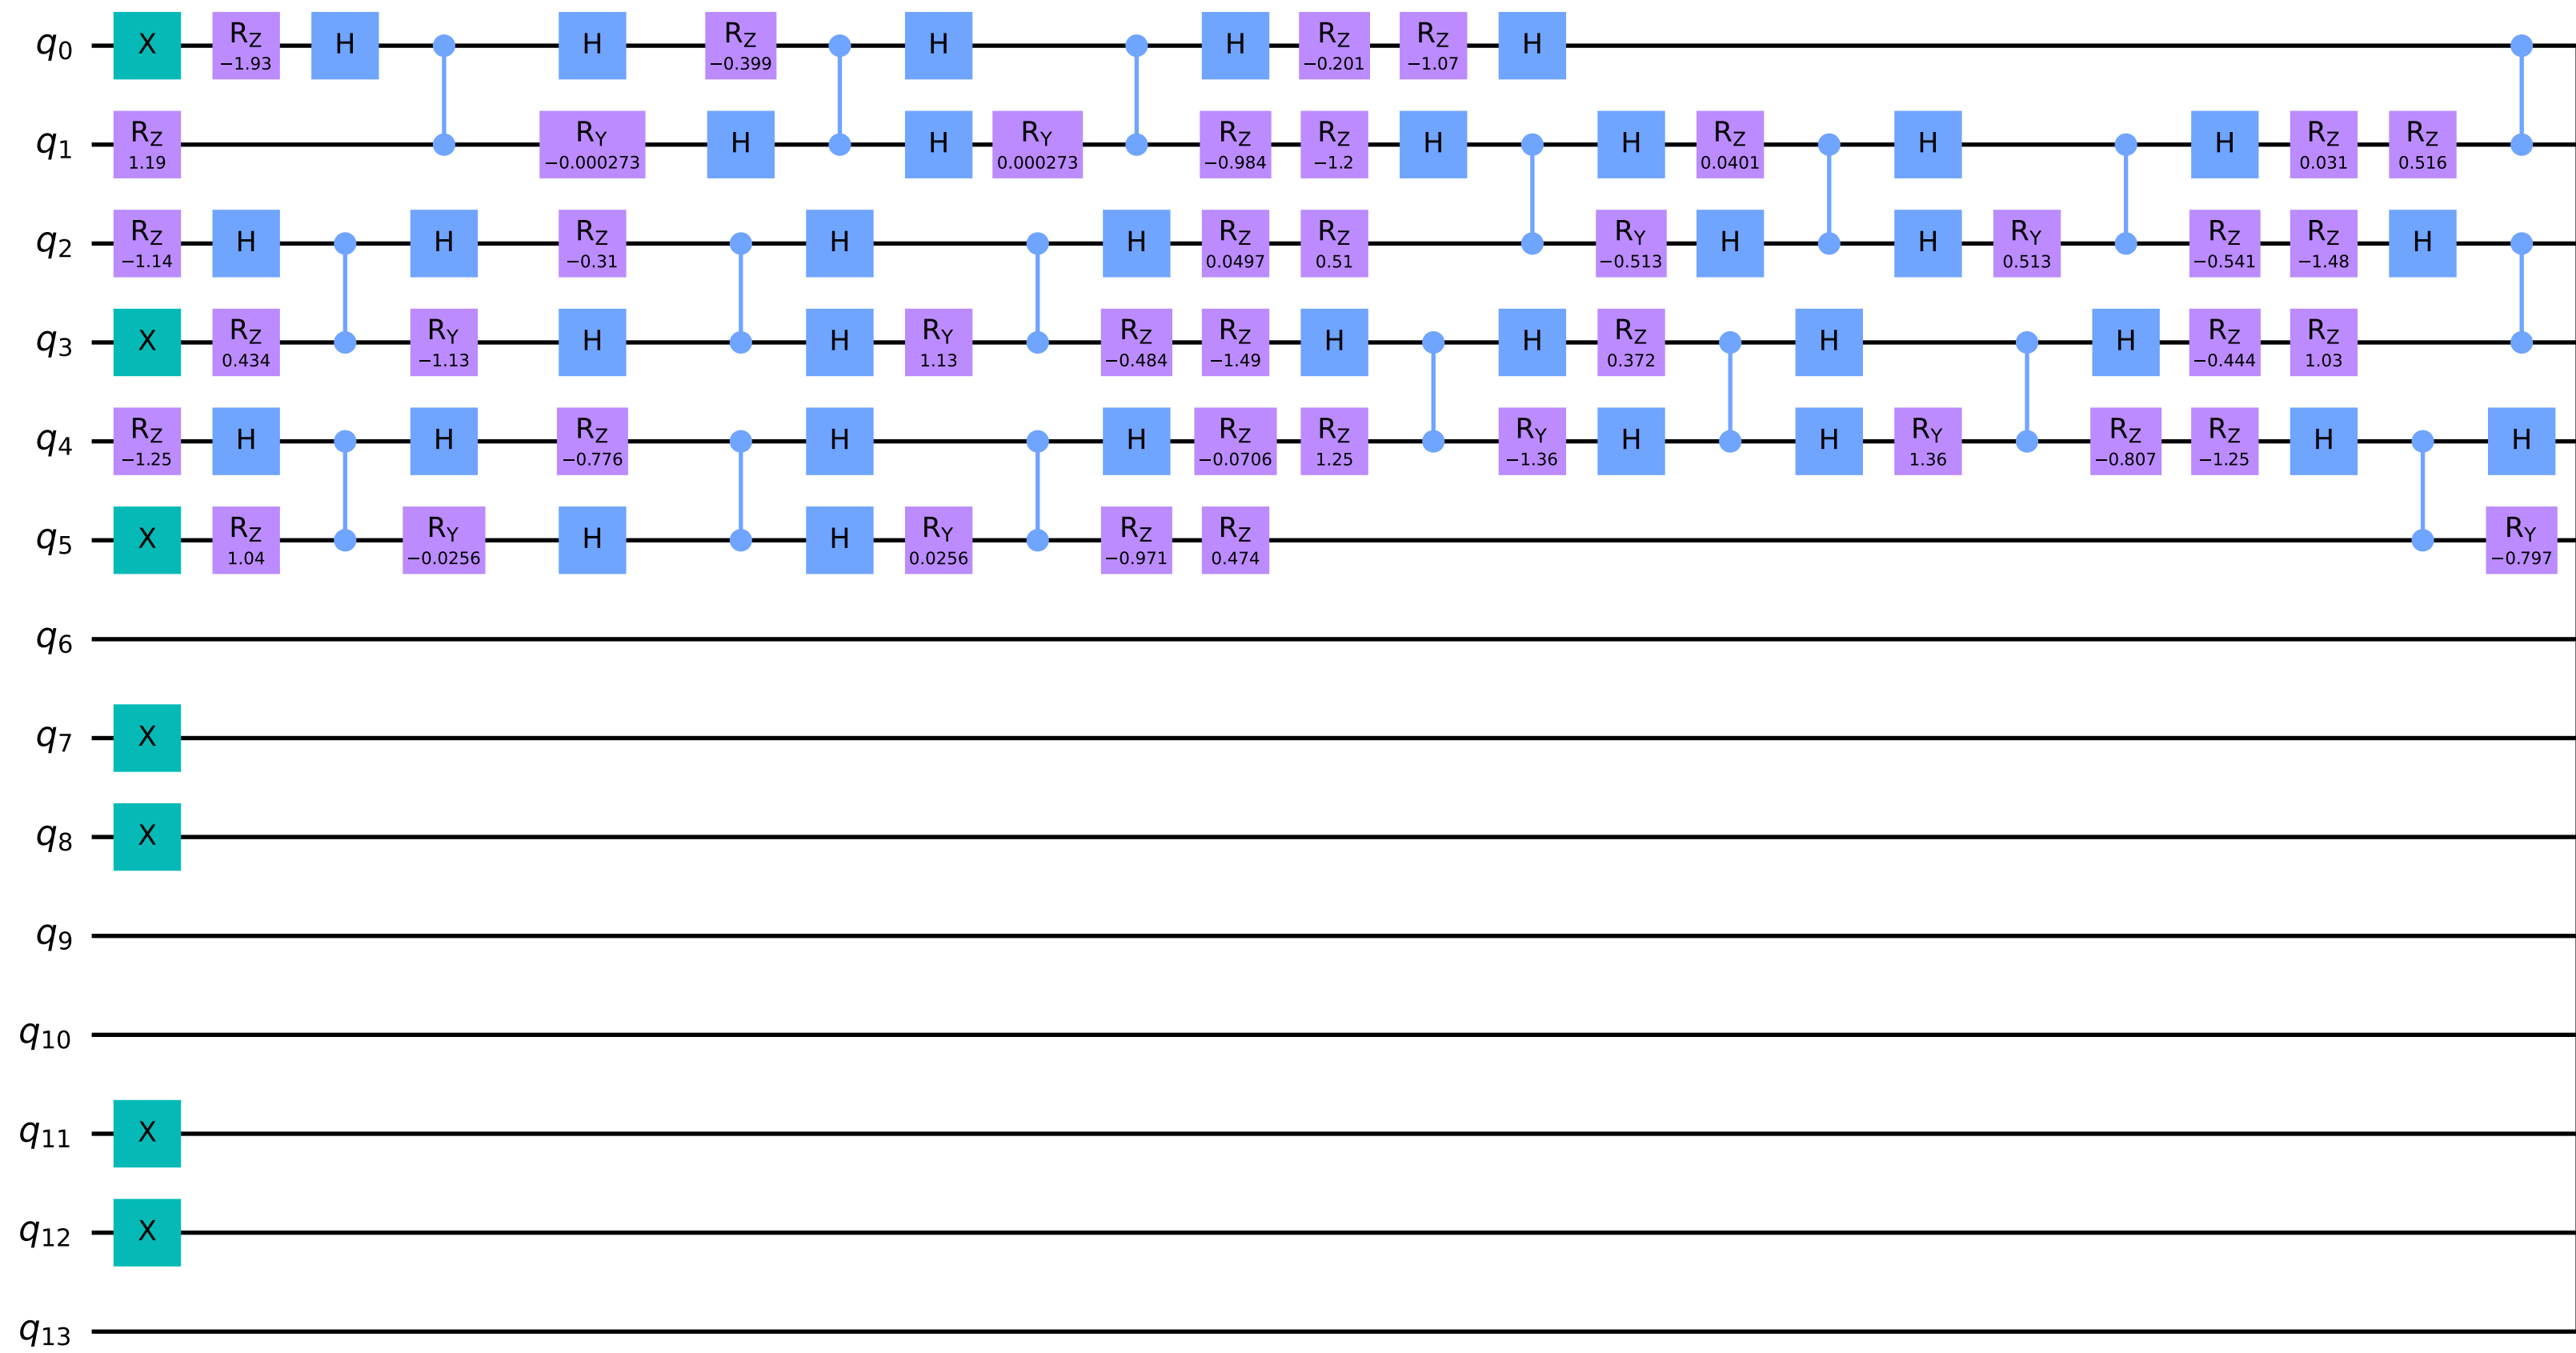 q0 X RZ −1.93 H H RZ −0.399 H H RZ −0.201 RZ −1.07 H
q1 RZ 1.19 RY −0.000273 H H RY 0.000273 RZ −0.984 RZ −1.2 H H RZ 0.0401 H H RZ 0.031 RZ 0.516
q2 RZ −1.14 H H RZ −0.31 H H RZ 0.0497 RZ 0.51 RY −0.513 H H RY 0.513 RZ −0.541 RZ −1.48 H
q3 X RZ 0.434 RY −1.13 H H RY 1.13 RZ −0.484 RZ −1.49 H H RZ 0.372 H H RZ −0.444 RZ 1.03
q4 RZ −1.25 H H RZ −0.776 H H RZ −0.0706 RZ 1.25 RY −1.36 H H RY 1.36 RZ −0.807 RZ −1.25 H H
q5 X RZ 1.04 RY −0.0256 H H RY 0.0256 RZ −0.971 RZ 0.474 RY −0.797
q6
q7 X
q8 X
q9
q10
q11 X
q12 X
q13